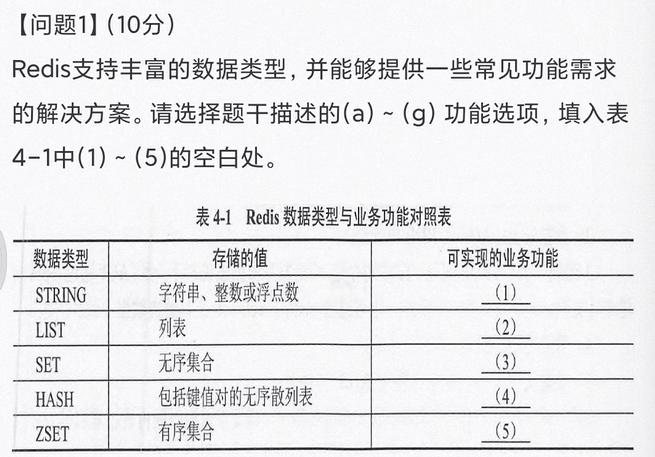 【问题1】(10分)
Redis支持丰富的数据类型，并能够提供一些常见功能需求
的解决方案。请选择题干描述的(a) ~ (g) 功能选项，填入表
4-1中(1) ~ (5)的空白处。
表 4-1 Redis 数据类型与业务功能对照表
数据类型 存储的值 可实现的业务功能
STRING 字符串、整数或浮点数 (1)
LIST 列表 (2)
SET 无序集合 (3)
HASH 包括键值对的无序散列表 (4)
ZSET 有序集合 (5)